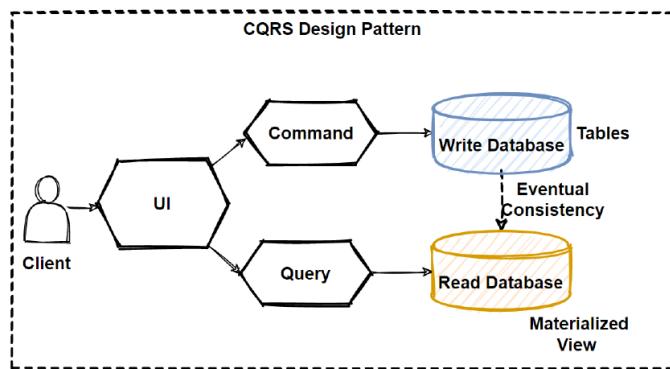 CQRS Design Pattern
Command
Write Database
Tables
UI
Eventual
Consistency
Client
Query
Read Database
Materialized
View